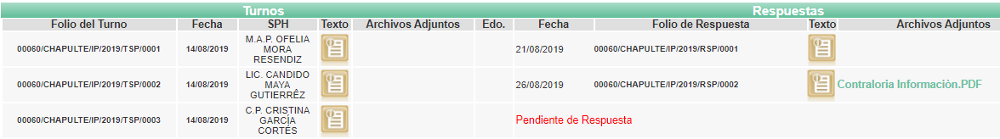 Turnos Respuestas
Folio del Turno Fecha SPH Texto Archivos Adjuntos Edo. Fecha Folio de Respuesta Texto Archivos Adjuntos
00060/CHAPULTE/IP/2019/TSP/0001 14/08/2019 M.A.P. OFELIA
MORA
RESENDIZ
21/08/2019 00060/CHAPULTE/IP/2019/RSP/0001
00060/CHAPULTE/IP/2019/TSP/0002 14/08/2019 LIC. CANDIDO
MAYA
GUTIERRÊZ
26/08/2019 00060/CHAPULTE/IP/2019/RSP/0002 Contraloria Informaciòn.PDF
00060/CHAPULTE/IP/2019/TSP/0003 14/08/2019 C.P. CRISTINA
GARCÍA
CORTÉS
Pendiente de Respuesta